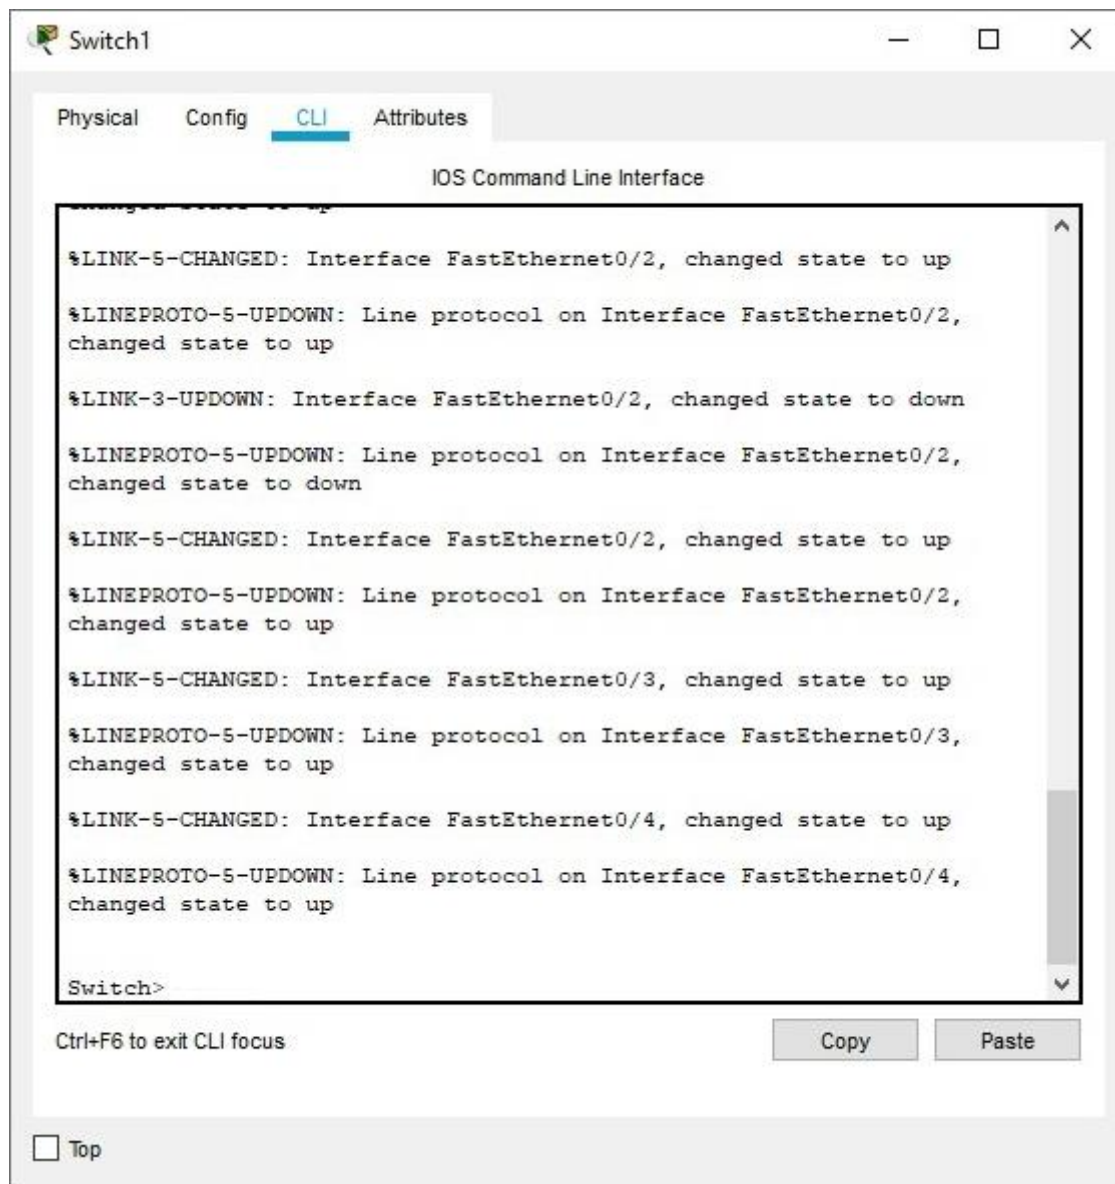 Switch1
Physical Config CLI Attributes
IOS Command Line Interface
changed state to up
%LINK-5-CHANGED: Interface FastEthernet0/2, changed state to up
%LINEPROTO-5-UPDOWN: Line protocol on Interface FastEthernet0/2,
changed state to up
%LINK-3-UPDOWN: Interface FastEthernet0/2, changed state to down
%LINEPROTO-5-UPDOWN: Line protocol on Interface FastEthernet0/2,
changed state to down
%LINK-5-CHANGED: Interface FastEthernet0/2, changed state to up
%LINEPROTO-5-UPDOWN: Line protocol on Interface FastEthernet0/2,
changed state to up
%LINK-5-CHANGED: Interface FastEthernet0/3, changed state to up
%LINEPROTO-5-UPDOWN: Line protocol on Interface FastEthernet0/3,
changed state to up
%LINK-5-CHANGED: Interface FastEthernet0/4, changed state to up
%LINEPROTO-5-UPDOWN: Line protocol on Interface FastEthernet0/4,
changed state to up
Switch>
Ctrl+F6 to exit CLI focus
Copy Paste
Top